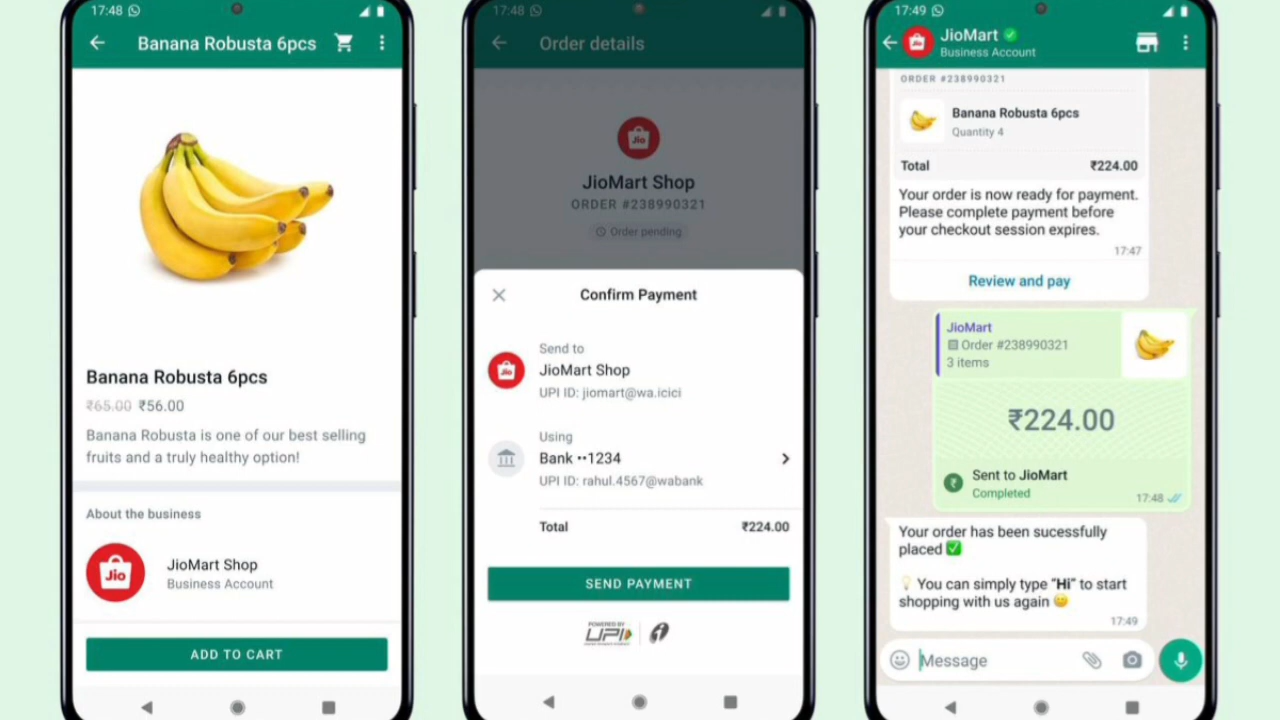 17:48
Banana Robusta 6pcs
Banana Robusta 6pcs
₹65.00 ₹56.00
Banana Robusta is one of our best selling
fruits and a truly healthy option!
About the business
Jio
JioMart Shop
Business Account
ADD TO CART
17:48
Order details
Jio
JioMart Shop
ORDER #238990321
Order pending
Confirm Payment
Send to
Jio
JioMart Shop
UPI ID: jiomart@wa.icici
Using
Bank ••1234
UPI ID: rahul.4567@wabank
Total ₹224.00
SEND PAYMENT
POWERED BY
UPI
17:49
JioMart
Business Account
ORDER #238990321
Banana Robusta 6pcs
Quantity 4
Total ₹224.00
Your order is now ready for payment.
Please complete payment before
your checkout session expires.
17:47
Review and pay
JioMart
Order #238990321
3 items
₹224.00
Sent to JioMart
Completed
17:48
Your order has been sucessfully
placed ✅
💡 You can simply type "Hi" to start
shopping with us again 😀
17:49
Message